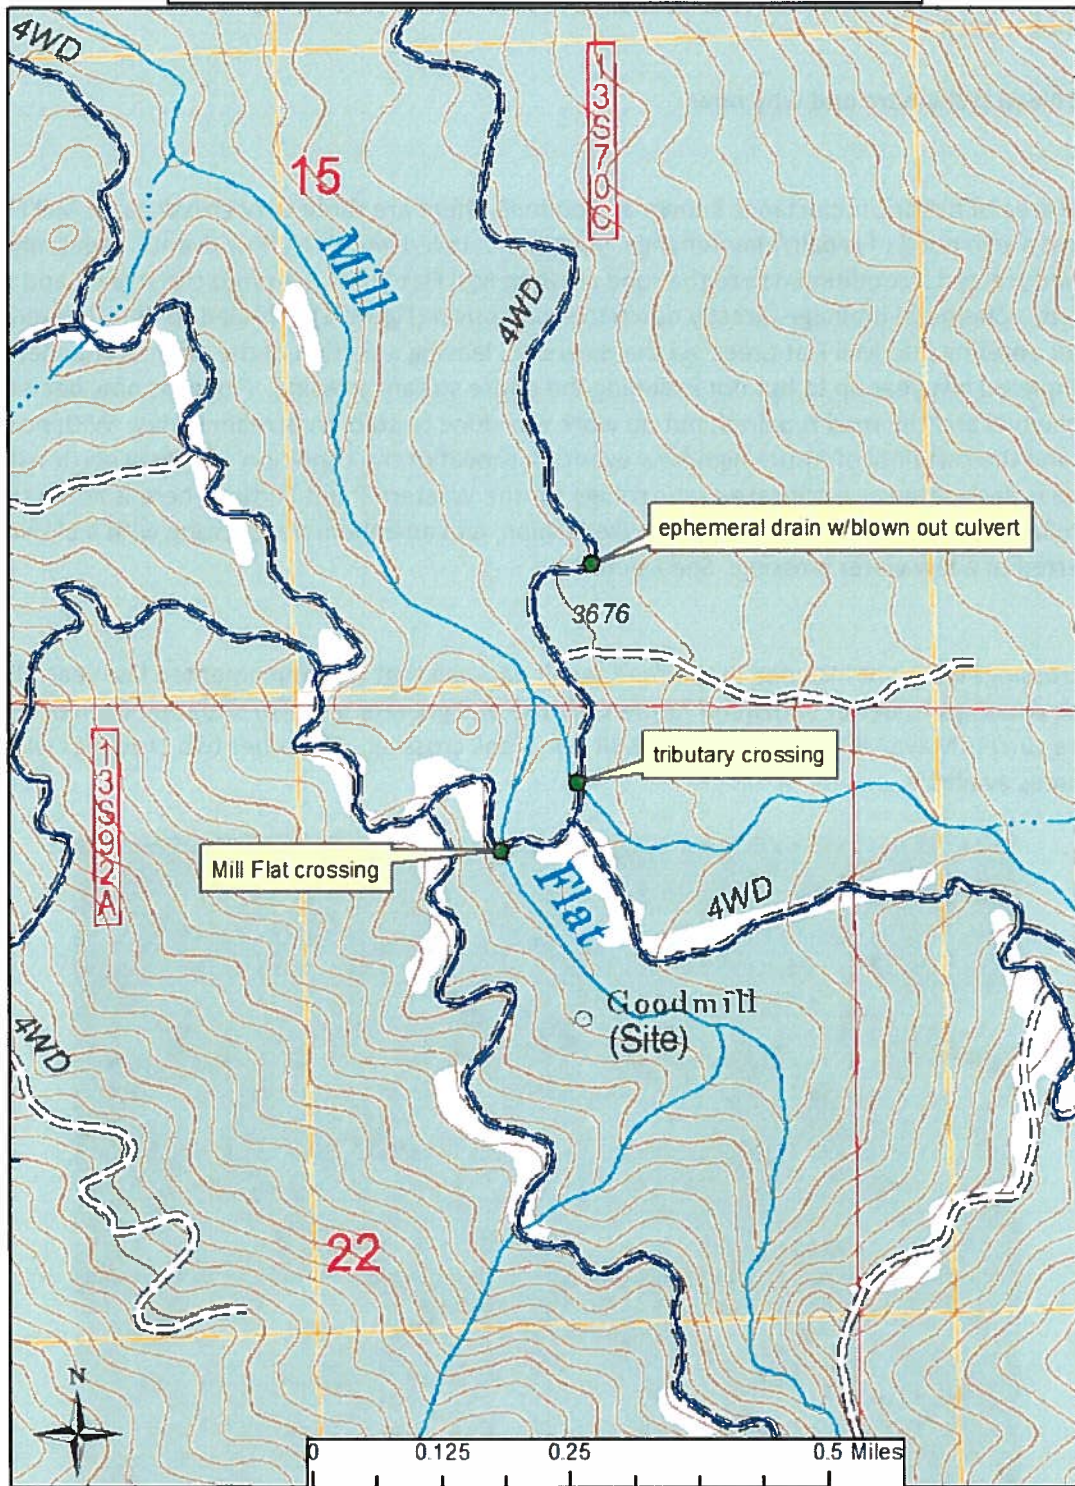 4WD
13S70C
15
Mill
4WD
ephemeral drain w/blown out culvert
3676
13S92A
tributary crossing
Mill Flat crossing
Flat
4WD
Goodmill
(Site)
4WD
22
N
0 0.125 0.25 0.5 Miles